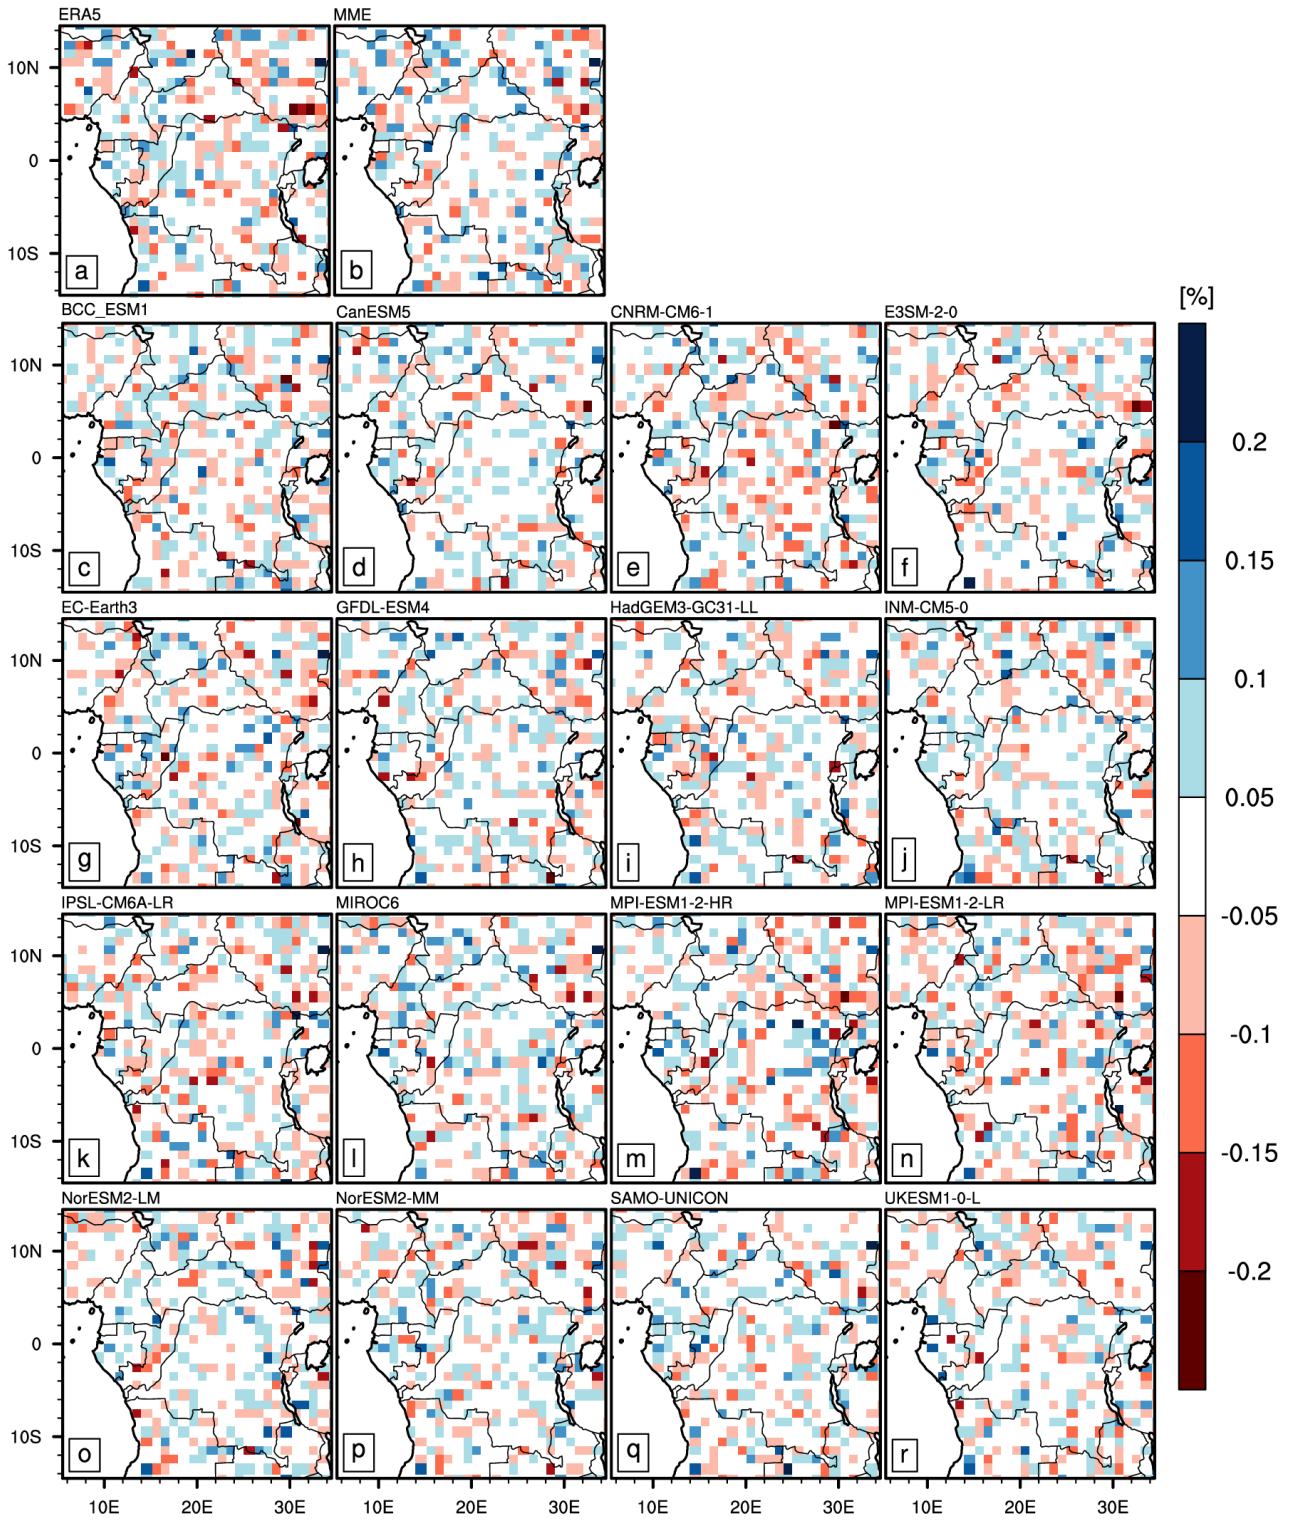 ERA5 MME
10N
0
10S
a b
[%]
BCC_ESM1 CanESM5 CNRM-CM6-1 E3SM-2-0
10N
0
10S
c d e f
EC-Earth3 GFDL-ESM4 HadGEM3-GC31-LL INM-CM5-0
10N
0
10S
g h i j
IPSL-CM6A-LR MIROC6 MPI-ESM1-2-HR MPI-ESM1-2-LR
10N
0
10S
k l m n
NorESM2-LM NorESM2-MM SAMO-UNICON UKESM1-0-L
10N
0
10S
o p q r
10E 20E 30E 10E 20E 30E 10E 20E 30E 10E 20E 30E
0.2
0.15
0.1
0.05
-0.05
-0.1
-0.15
-0.2